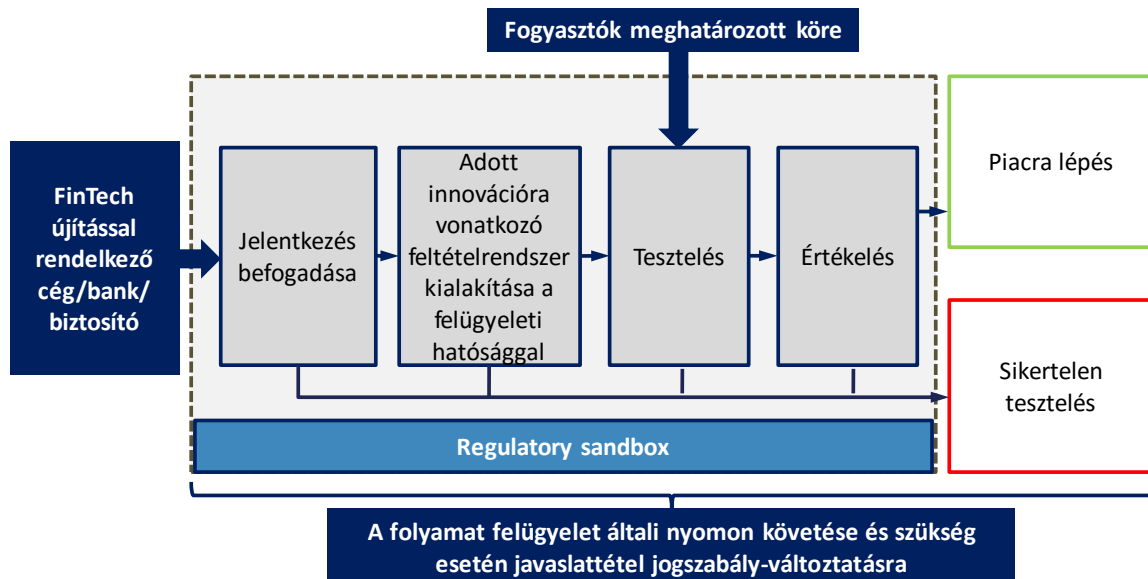 Fogyasztók meghatározott köre
FinTech
újítással
rendelkező
cég/bank/
biztosító
Jelentkezés
befogadása
Adott
innovációra
vonatkozó
feltételrendszer
kialakítása a
felügyeleti
hatósággal
Tesztelés
Értékelés
Piacra lépés
Sikertelen
tesztelés
Regulatory sandbox
A folyamat felügyelet általi nyomon követése és szükség
esetén javaslattétel jogszabály-változtatásra